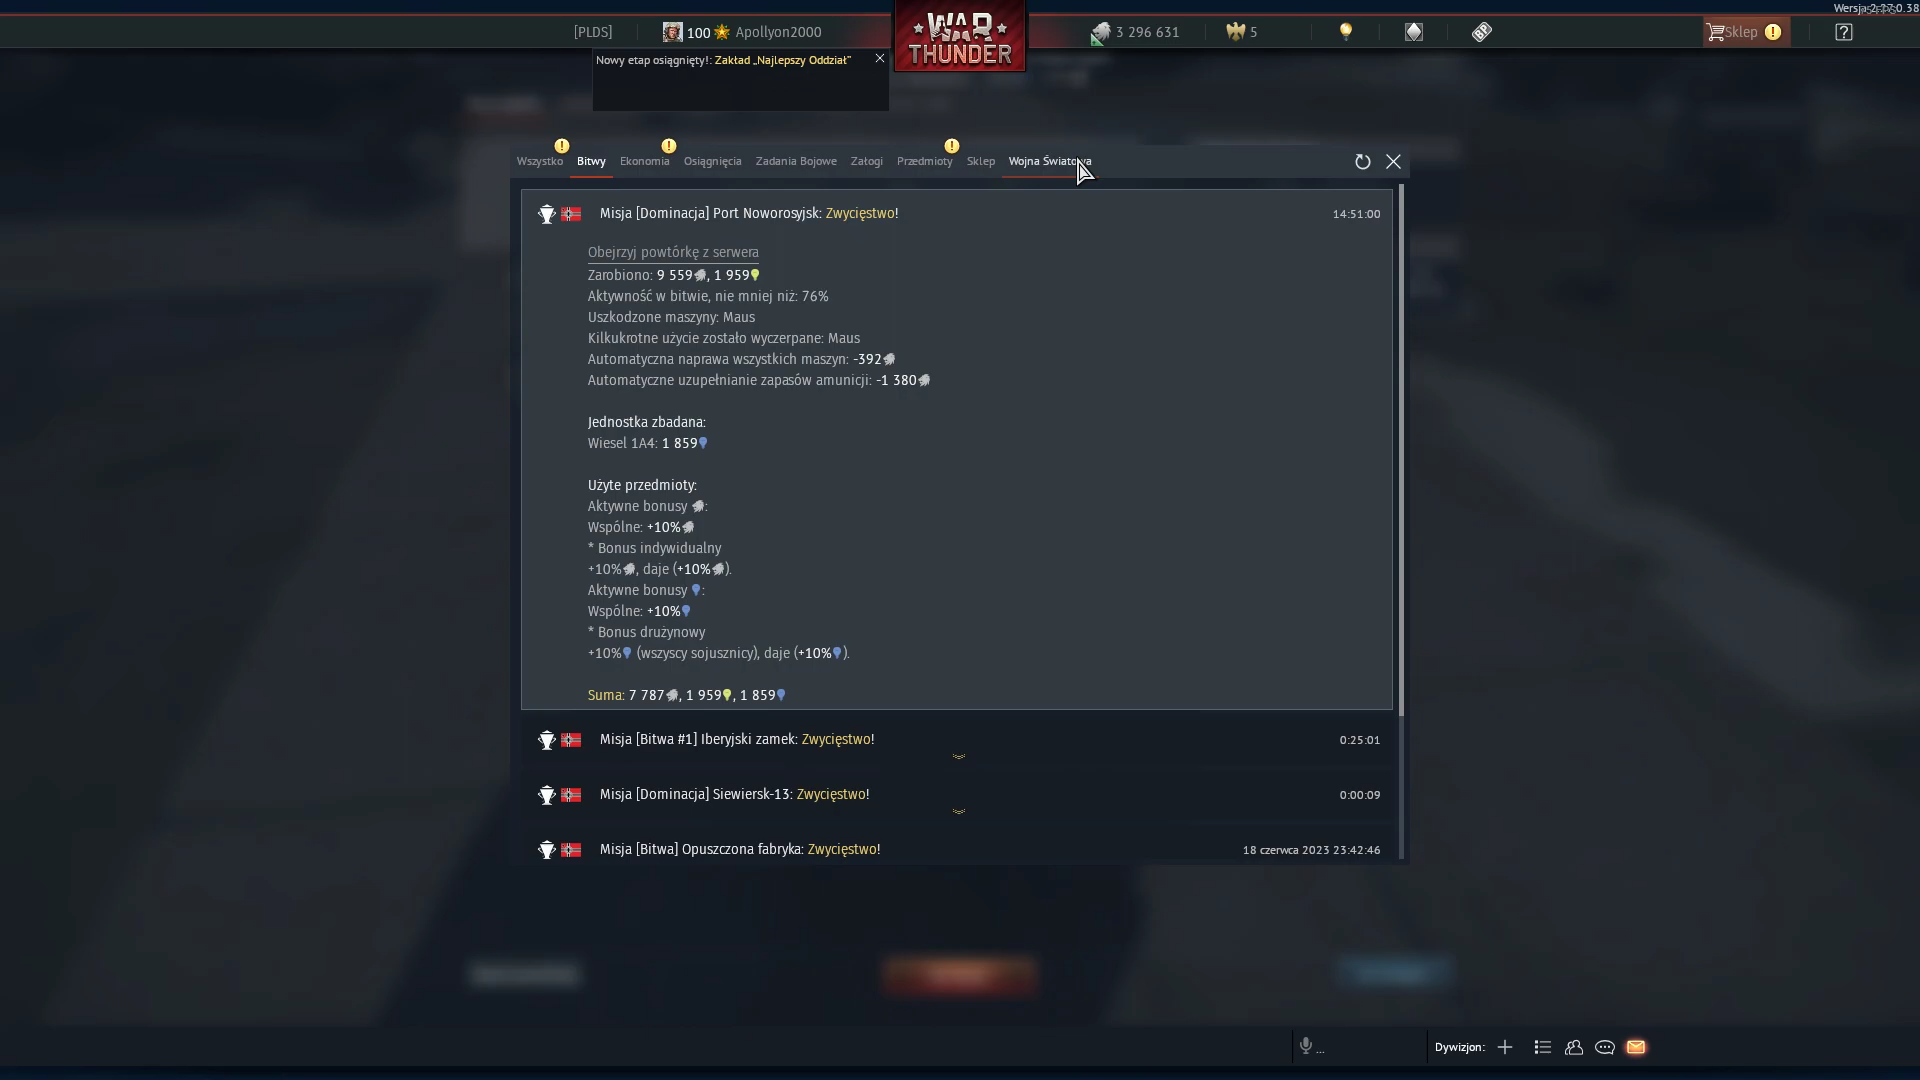 [PLDS]
100 Apollyon2000
WAR THUNDER
3 296 631
5
Sklep
Nowy etap osiągnięty!: Zakład „Najlepszy Oddział”
Wszystko Bitwy Ekonomia Osiągnięcia Zadania Bojowe Załogi Przedmioty Sklep Wojna Światowa
Misja [Dominacja] Port Noworosyjsk: Zwycięstwo! 14:51:00
Obejrzyj powtórkę z serwera
Zarobiono: 9 559, 1 959
Aktywność w bitwie, nie mniej niż: 76%
Uszkodzone maszyny: Maus
Kilkukrotne użycie zostało wyczerpane: Maus
Automatyczna naprawa wszystkich maszyn: -392
Automatyczne uzupełnianie zapasów amunicji: -1 380
Jednostka zbadana:
Wiesel 1A4: 1 859
Użyte przedmioty:
Aktywne bonusy :
Wspólne: +10%
* Bonus indywidualny
+10%, daje (+10%).
Aktywne bonusy :
Wspólne: +10%
* Bonus drużynowy
+10% (wszyscy sojusznicy), daje (+10%).
Suma: 7 787, 1 959, 1 859
Misja [Bitwa #1] Iberyjski zamek: Zwycięstwo! 0:25:01
Misja [Dominacja] Siewiersk-13: Zwycięstwo! 0:00:09
Misja [Bitwa] Opuszczona fabryka: Zwycięstwo! 18 czerwca 2023 23:42:46
...
Dywizjon: